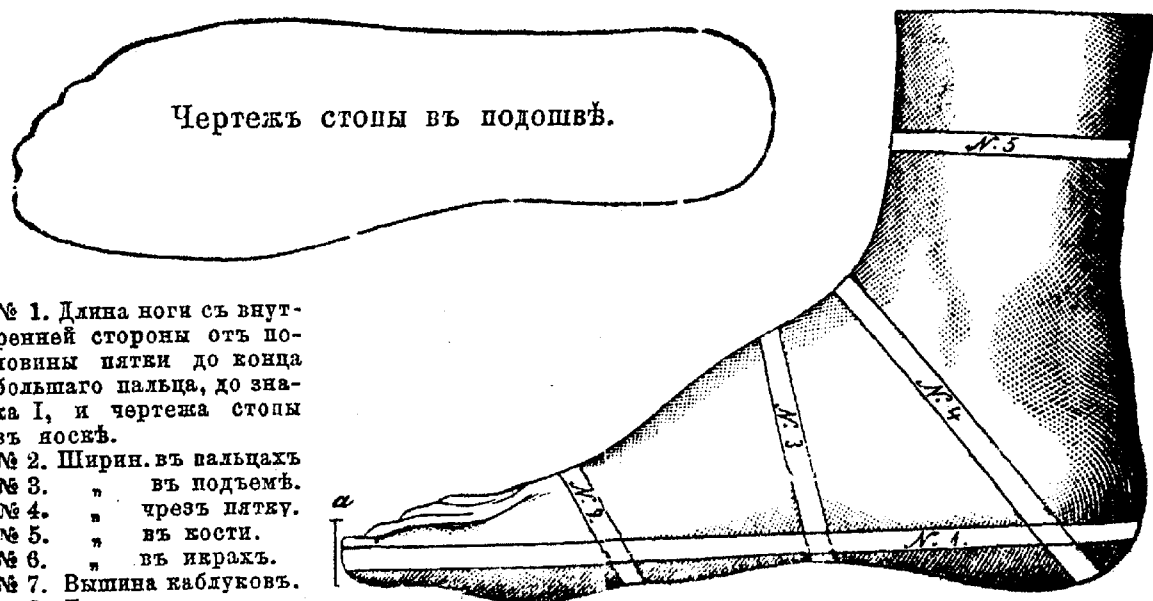 Чертежъ стопы въ подошвѣ.
№ 1. Длина ноги съ внут-
ренней стороны отъ по-
ловины пятки до конца
большаго пальца, до зна-
ка I, и чертежа стопы
въ носкѣ.
№ 2. Ширин. въ пальцахъ
№ 3. „ въ подъемѣ.
№ 4. „ чрезъ пятку.
№ 5. „ въ кости.
№ 6. „ въ икрахъ.
№ 7. Вышина каблуковъ.
a
N. 2.
N. 3
N. 4
N. 5
N. 1.